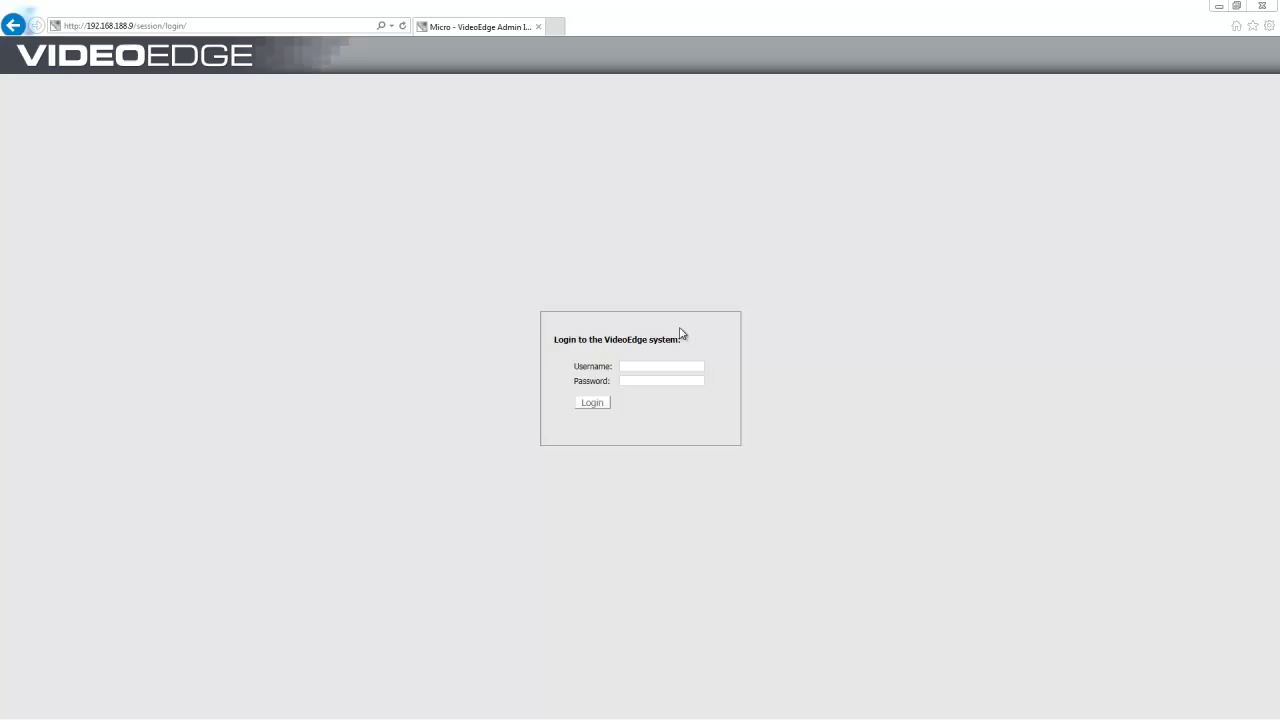 http://192.168.188.9/session/login/
Micro - VideoEdge Admin I...
VIDEOEDGE
Login to the VideoEdge system:
Username:
Password:
Login